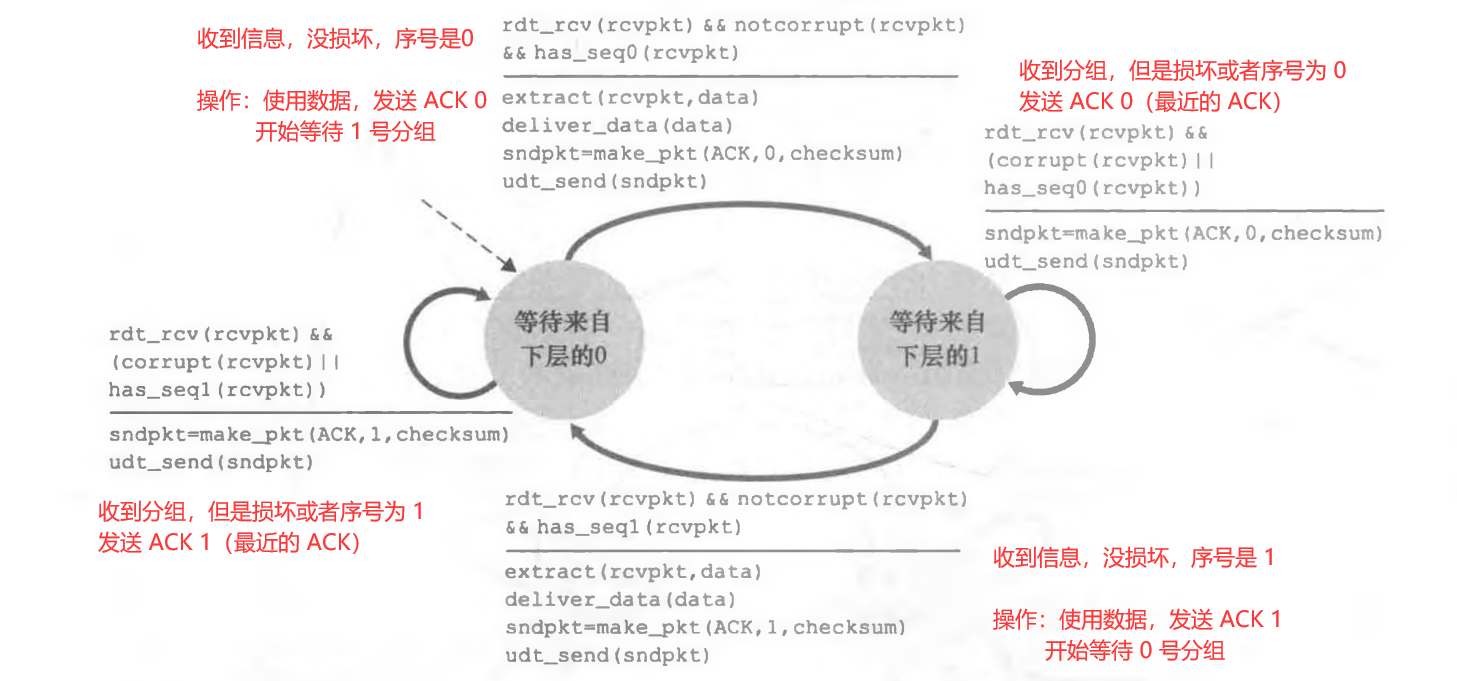 收到信息，没损坏，序号是0
操作：使用数据，发送 ACK 0
开始等待 1 号分组
rdt_rcv(rcvpkt) && notcorrupt(rcvpkt)
&& has_seq0(rcvpkt)
extract(rcvpkt,data)
deliver_data(data)
sndpkt=make_pkt(ACK,0,checksum)
udt_send(sndpkt)
收到分组，但是损坏或者序号为 0
发送 ACK 0（最近的 ACK）
rdt_rcv(rcvpkt) &&
(corrupt(rcvpkt)||
has_seq0(rcvpkt))
sndpkt=make_pkt(ACK,0,checksum)
udt_send(sndpkt)
等待来自
下层的0
等待来自
下层的1
rdt_rcv(rcvpkt) &&
(corrupt(rcvpkt)||
has_seq1(rcvpkt))
sndpkt=make_pkt(ACK,1,checksum)
udt_send(sndpkt)
收到分组，但是损坏或者序号为 1
发送 ACK 1（最近的 ACK）
rdt_rcv(rcvpkt) && notcorrupt(rcvpkt)
&& has_seq1(rcvpkt)
extract(rcvpkt,data)
deliver_data(data)
sndpkt=make_pkt(ACK,1,checksum)
udt_send(sndpkt)
收到信息，没损坏，序号是 1
操作：使用数据，发送 ACK 1
开始等待 0 号分组